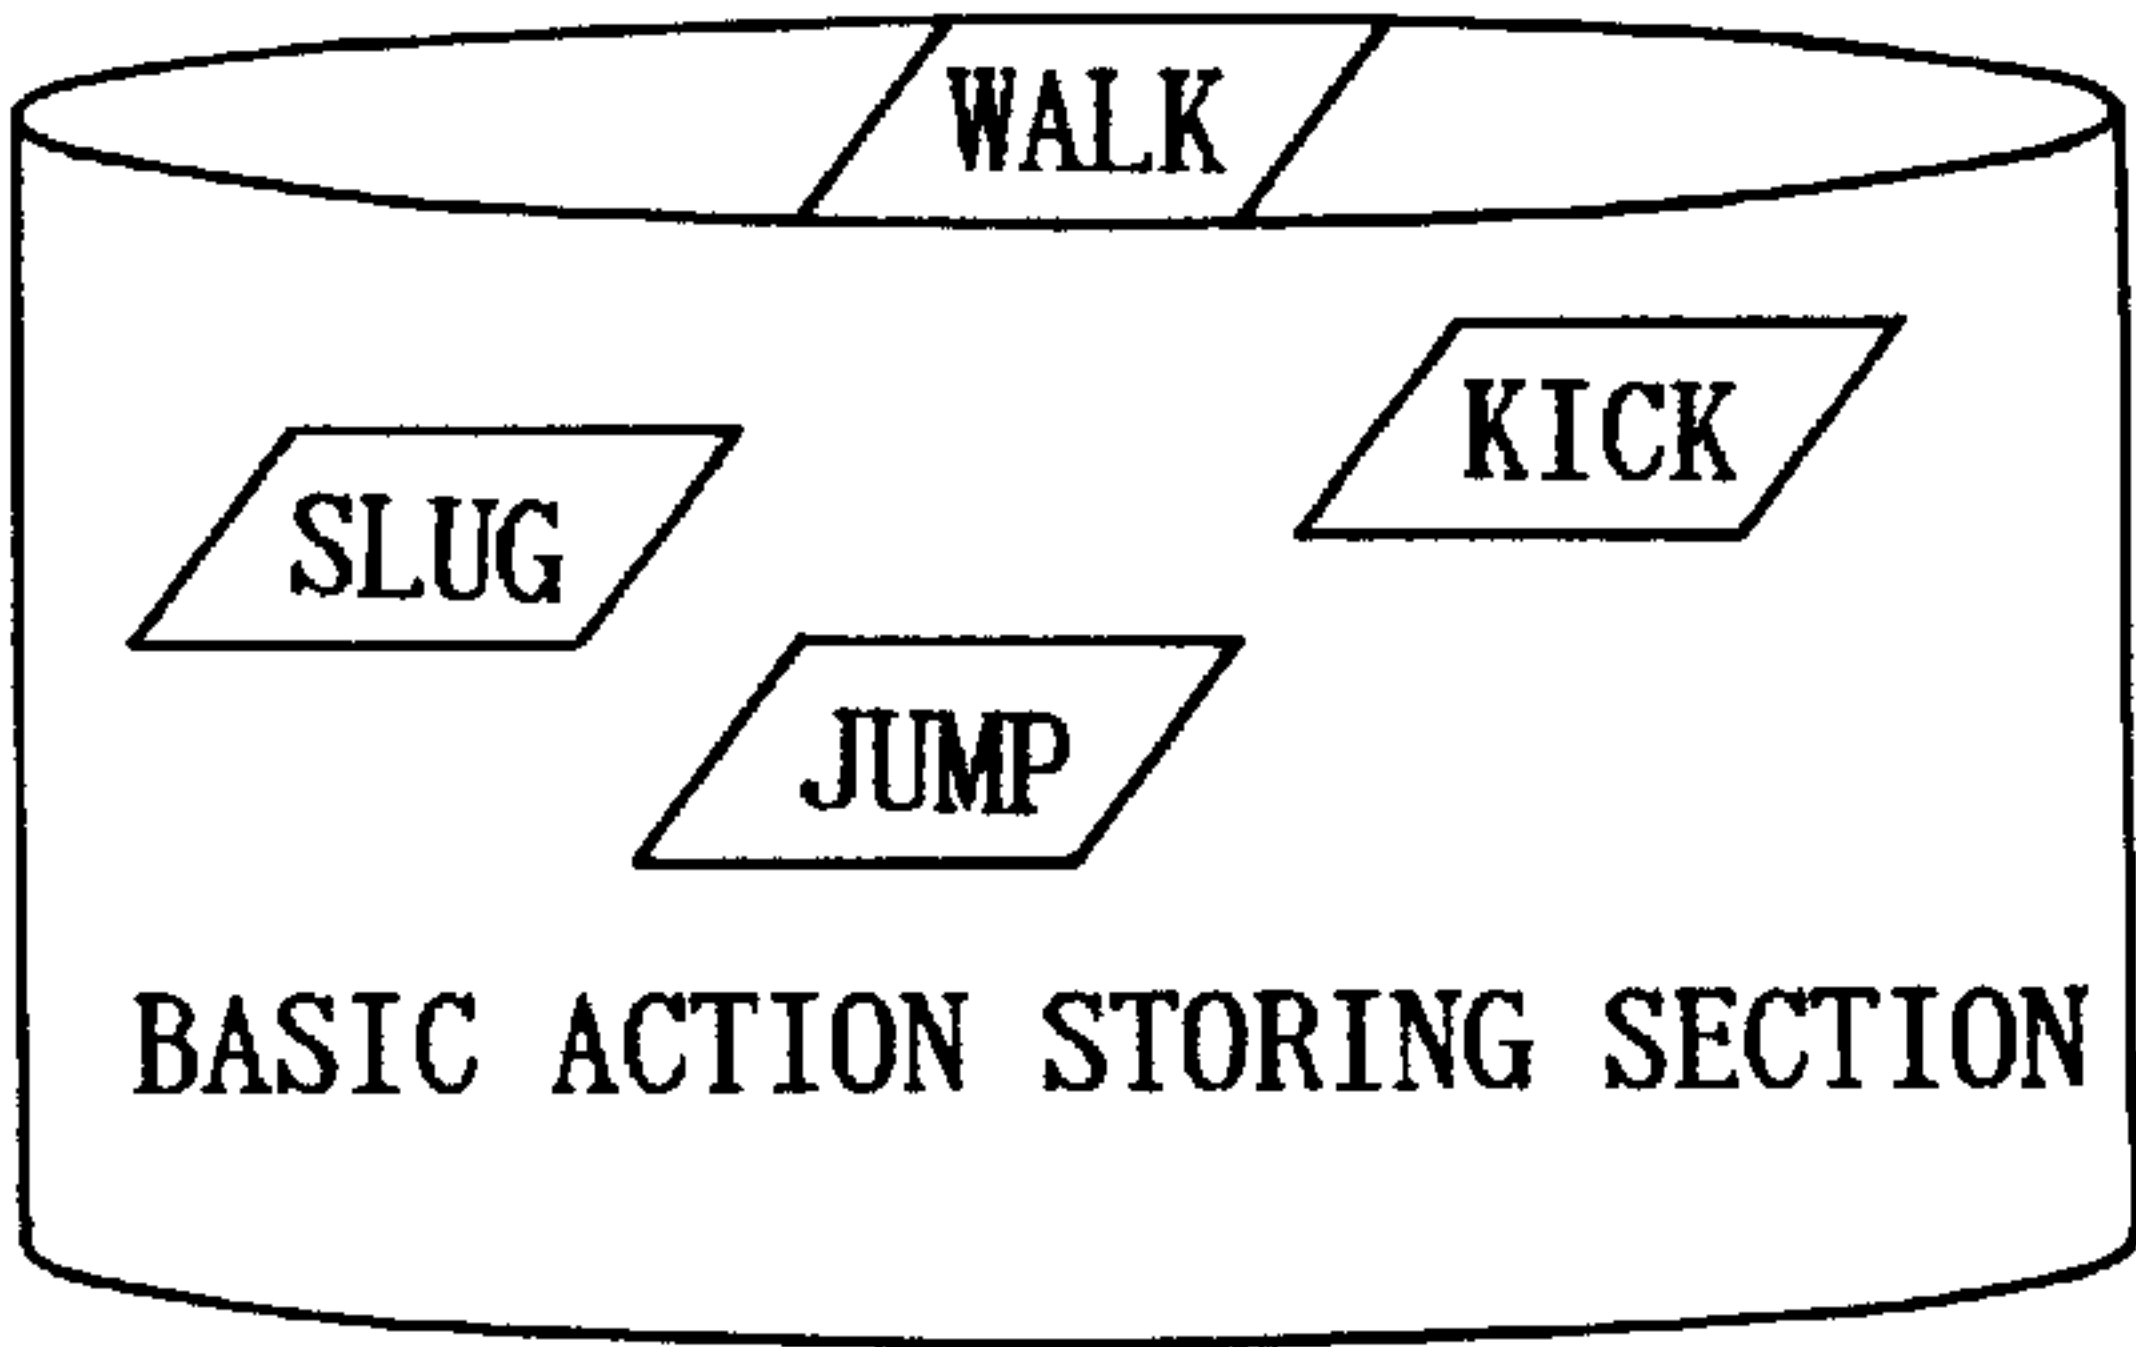 WALK
KICK
SLUG
JUMP
BASIC ACTION STORING SECTION